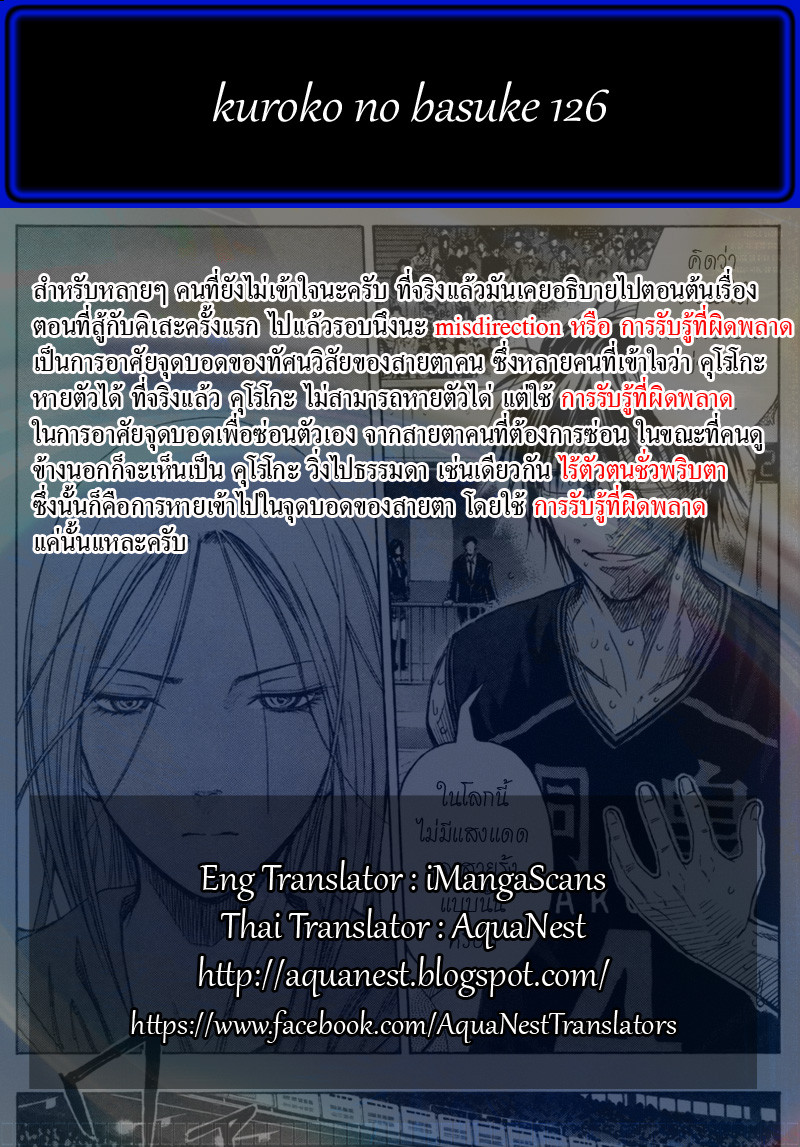 kuroko no basuke 126
คิดว่า
สำหรับหลายๆ คนที่ยังไม่เข้าใจนะครับ ที่จริงแล้วมันเคยอธิบายไปตอนต้นเรื่อง
ตอนที่สู้กับคิเสะครั้งแรก ไปแล้วรอบนึงนะ misdirection หรือ การรับรู้ที่ผิดพลาด
เป็นการอาศัยจุดบอดของทัศนวิสัยของสายตาคน ซึ่งหลายคนที่เข้าใจว่า คุโรโกะ
หายตัวได้ ที่จริงแล้ว คุโรโกะ ไม่สามารถหายตัวได่ แต่ใช้ การรับรู้ที่ผิดพลาด
ในการอาศัยจุดบอดเพื่อซ่อนตัวเอง จากสายตาคนที่ต้องการซ่อน ในขณะที่คนดู
ข้างนอกก็จะเห็นเป็น คุโรโกะ วิ่งไปธรรมดา เช่นเดียวกัน ไร้ตัวตนชั่วพริบตา
ซึ่งนั้นก็คือการหายเข้าไปในจุดบอดของสายตา โดยใช้ การรับรู้ที่ผิดพลาด
แค่นั้นแหละครับ
ในโลกนี้
ไม่มีแสงแดด
แบบนี้
Eng Translator : iMangaScans
Thai Translator : AquaNest
http://aquanest.blogspot.com/
https://www.facebook.com/AquaNestTranslators